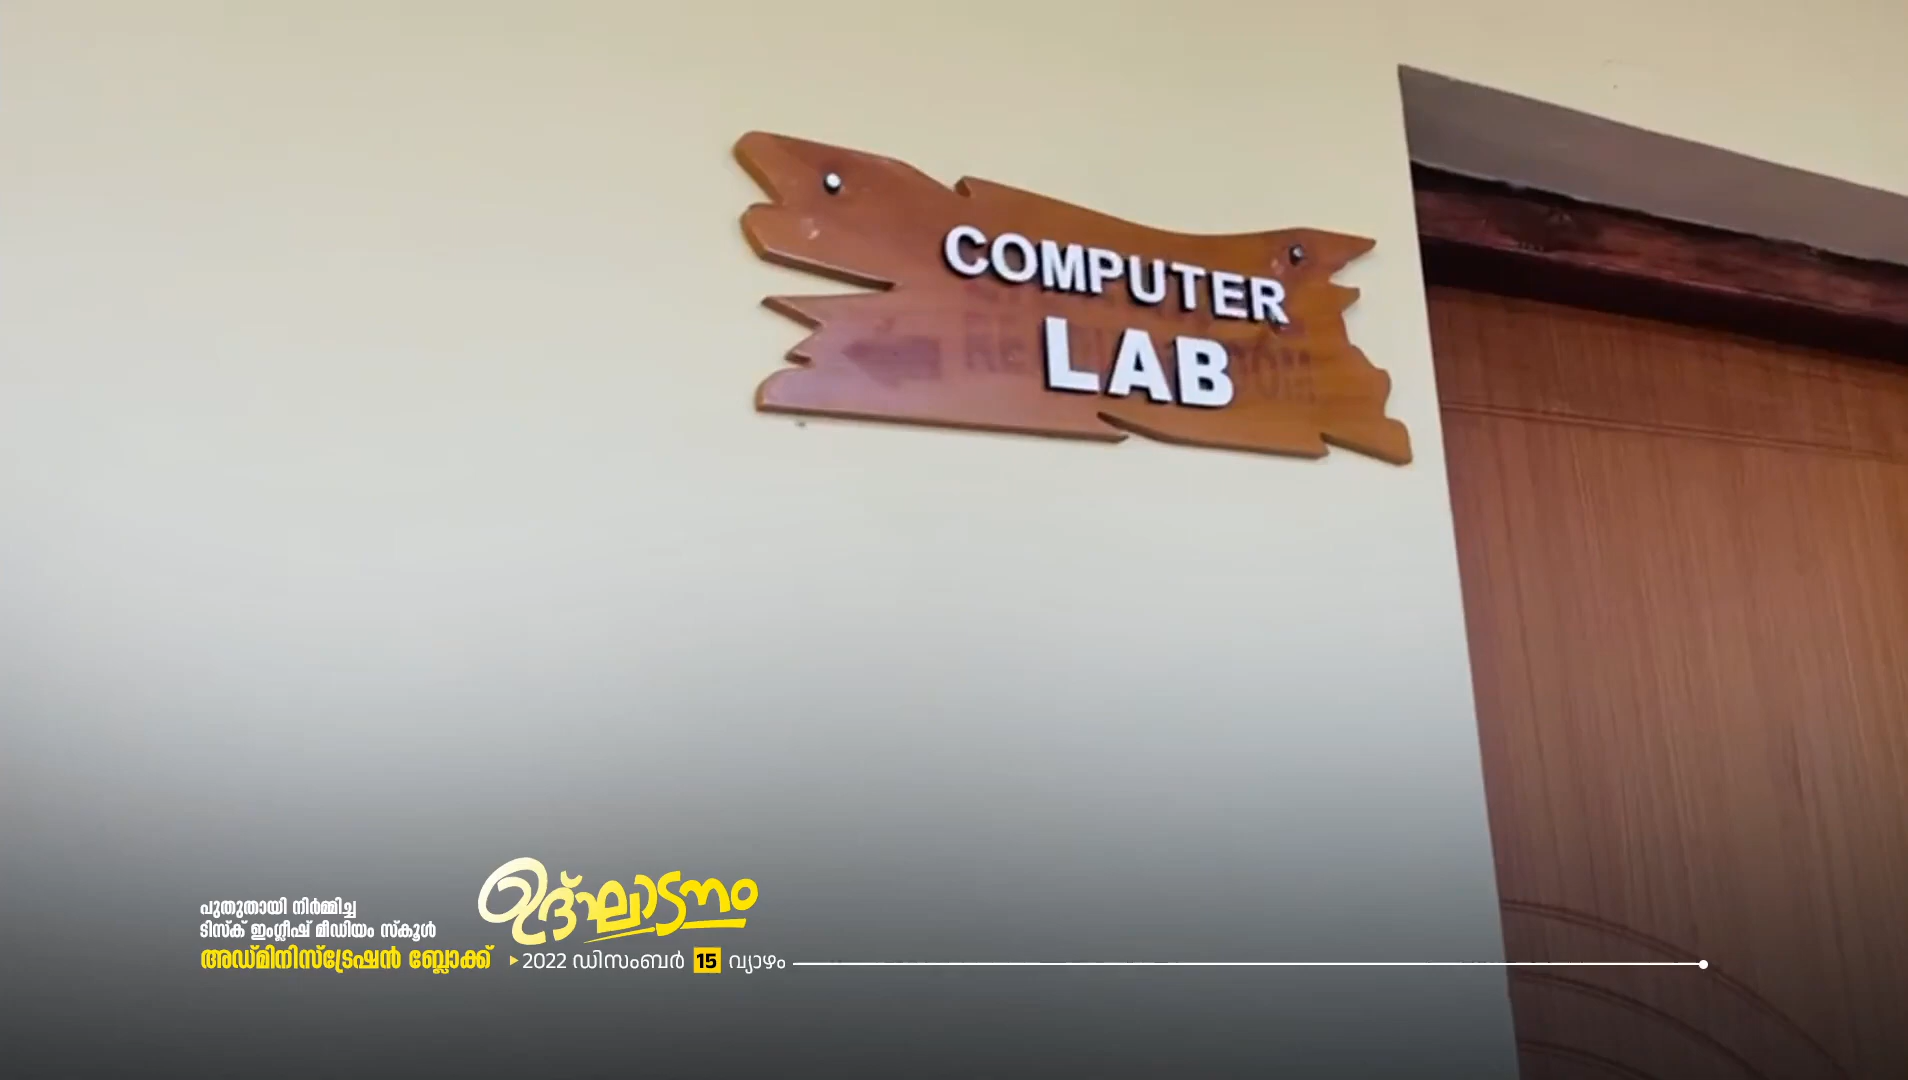 COMPUTER
LAB
പുതുതായി നിർമ്മിച്ച
ടിസ്ക് ഇംഗ്ലീഷ് മീഡിയം സ്കൂൾ
അഡ്മിനിസ്ട്രേഷൻ ബ്ലോക്ക്
ഉദ്ഘാടനം
2022 ഡിസംബർ 15 വ്യാഴം